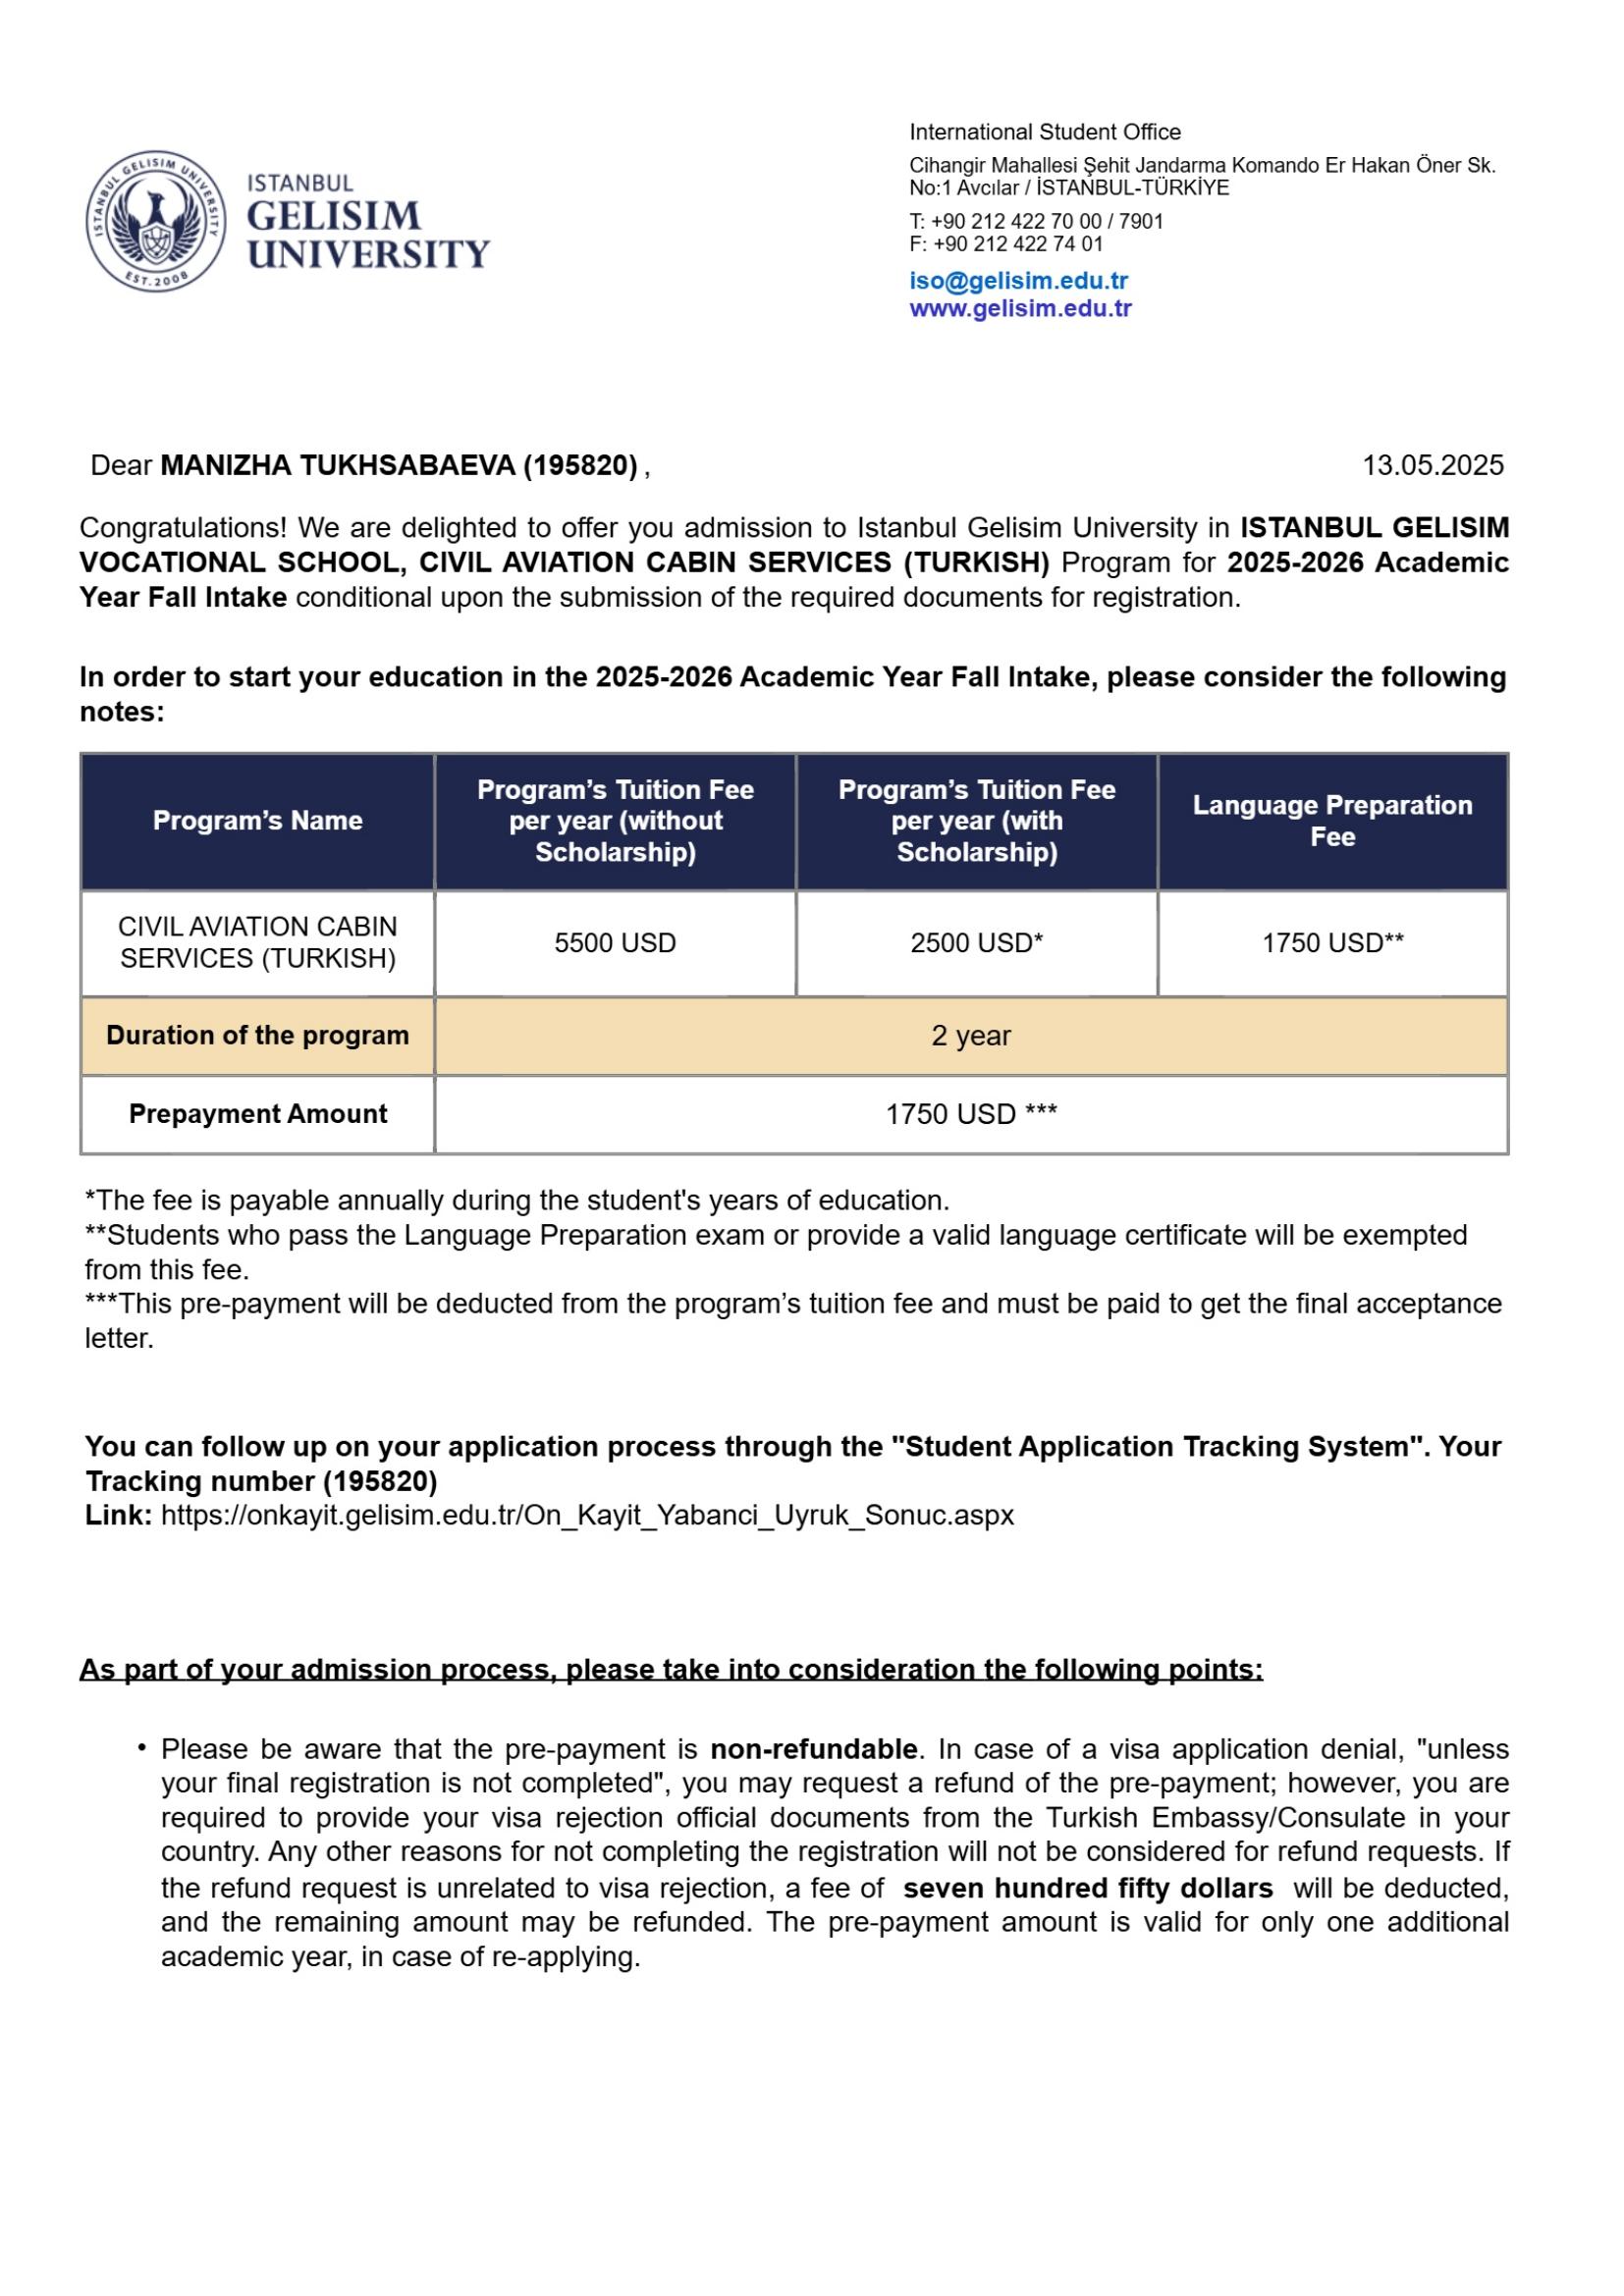 ISTANBUL GELISIM UNIVERSITY
EST.2008
ISTANBUL
GELISIM
UNIVERSITY
International Student Office
Cihangir Mahallesi Şehit Jandarma Komando Er Hakan Öner Sk.
No:1 Avcılar / İSTANBUL-TÜRKİYE
T: +90 212 422 70 00 / 7901
F: +90 212 422 74 01
iso@gelisim.edu.tr
www.gelisim.edu.tr
Dear MANIZHA TUKHSABAEVA (195820) , 13.05.2025
Congratulations! We are delighted to offer you admission to Istanbul Gelisim University in ISTANBUL GELISIM
VOCATIONAL SCHOOL, CIVIL AVIATION CABIN SERVICES (TURKISH) Program for 2025-2026 Academic
Year Fall Intake conditional upon the submission of the required documents for registration.
In order to start your education in the 2025-2026 Academic Year Fall Intake, please consider the following
notes:
Program’s Name
Program’s Tuition Fee
per year (without
Scholarship)
Program’s Tuition Fee
per year (with
Scholarship)
Language Preparation
Fee
CIVIL AVIATION CABIN
SERVICES (TURKISH)
5500 USD
2500 USD*
1750 USD**
Duration of the program
2 year
Prepayment Amount
1750 USD ***
*The fee is payable annually during the student's years of education.
**Students who pass the Language Preparation exam or provide a valid language certificate will be exempted
from this fee.
***This pre-payment will be deducted from the program’s tuition fee and must be paid to get the final acceptance
letter.
You can follow up on your application process through the "Student Application Tracking System". Your
Tracking number (195820)
Link: https://onkayit.gelisim.edu.tr/On_Kayit_Yabanci_Uyruk_Sonuc.aspx
As part of your admission process, please take into consideration the following points:
• Please be aware that the pre-payment is non-refundable. In case of a visa application denial, "unless
your final registration is not completed", you may request a refund of the pre-payment; however, you are
required to provide your visa rejection official documents from the Turkish Embassy/Consulate in your
country. Any other reasons for not completing the registration will not be considered for refund requests. If
the refund request is unrelated to visa rejection, a fee of seven hundred fifty dollars will be deducted,
and the remaining amount may be refunded. The pre-payment amount is valid for only one additional
academic year, in case of re-applying.